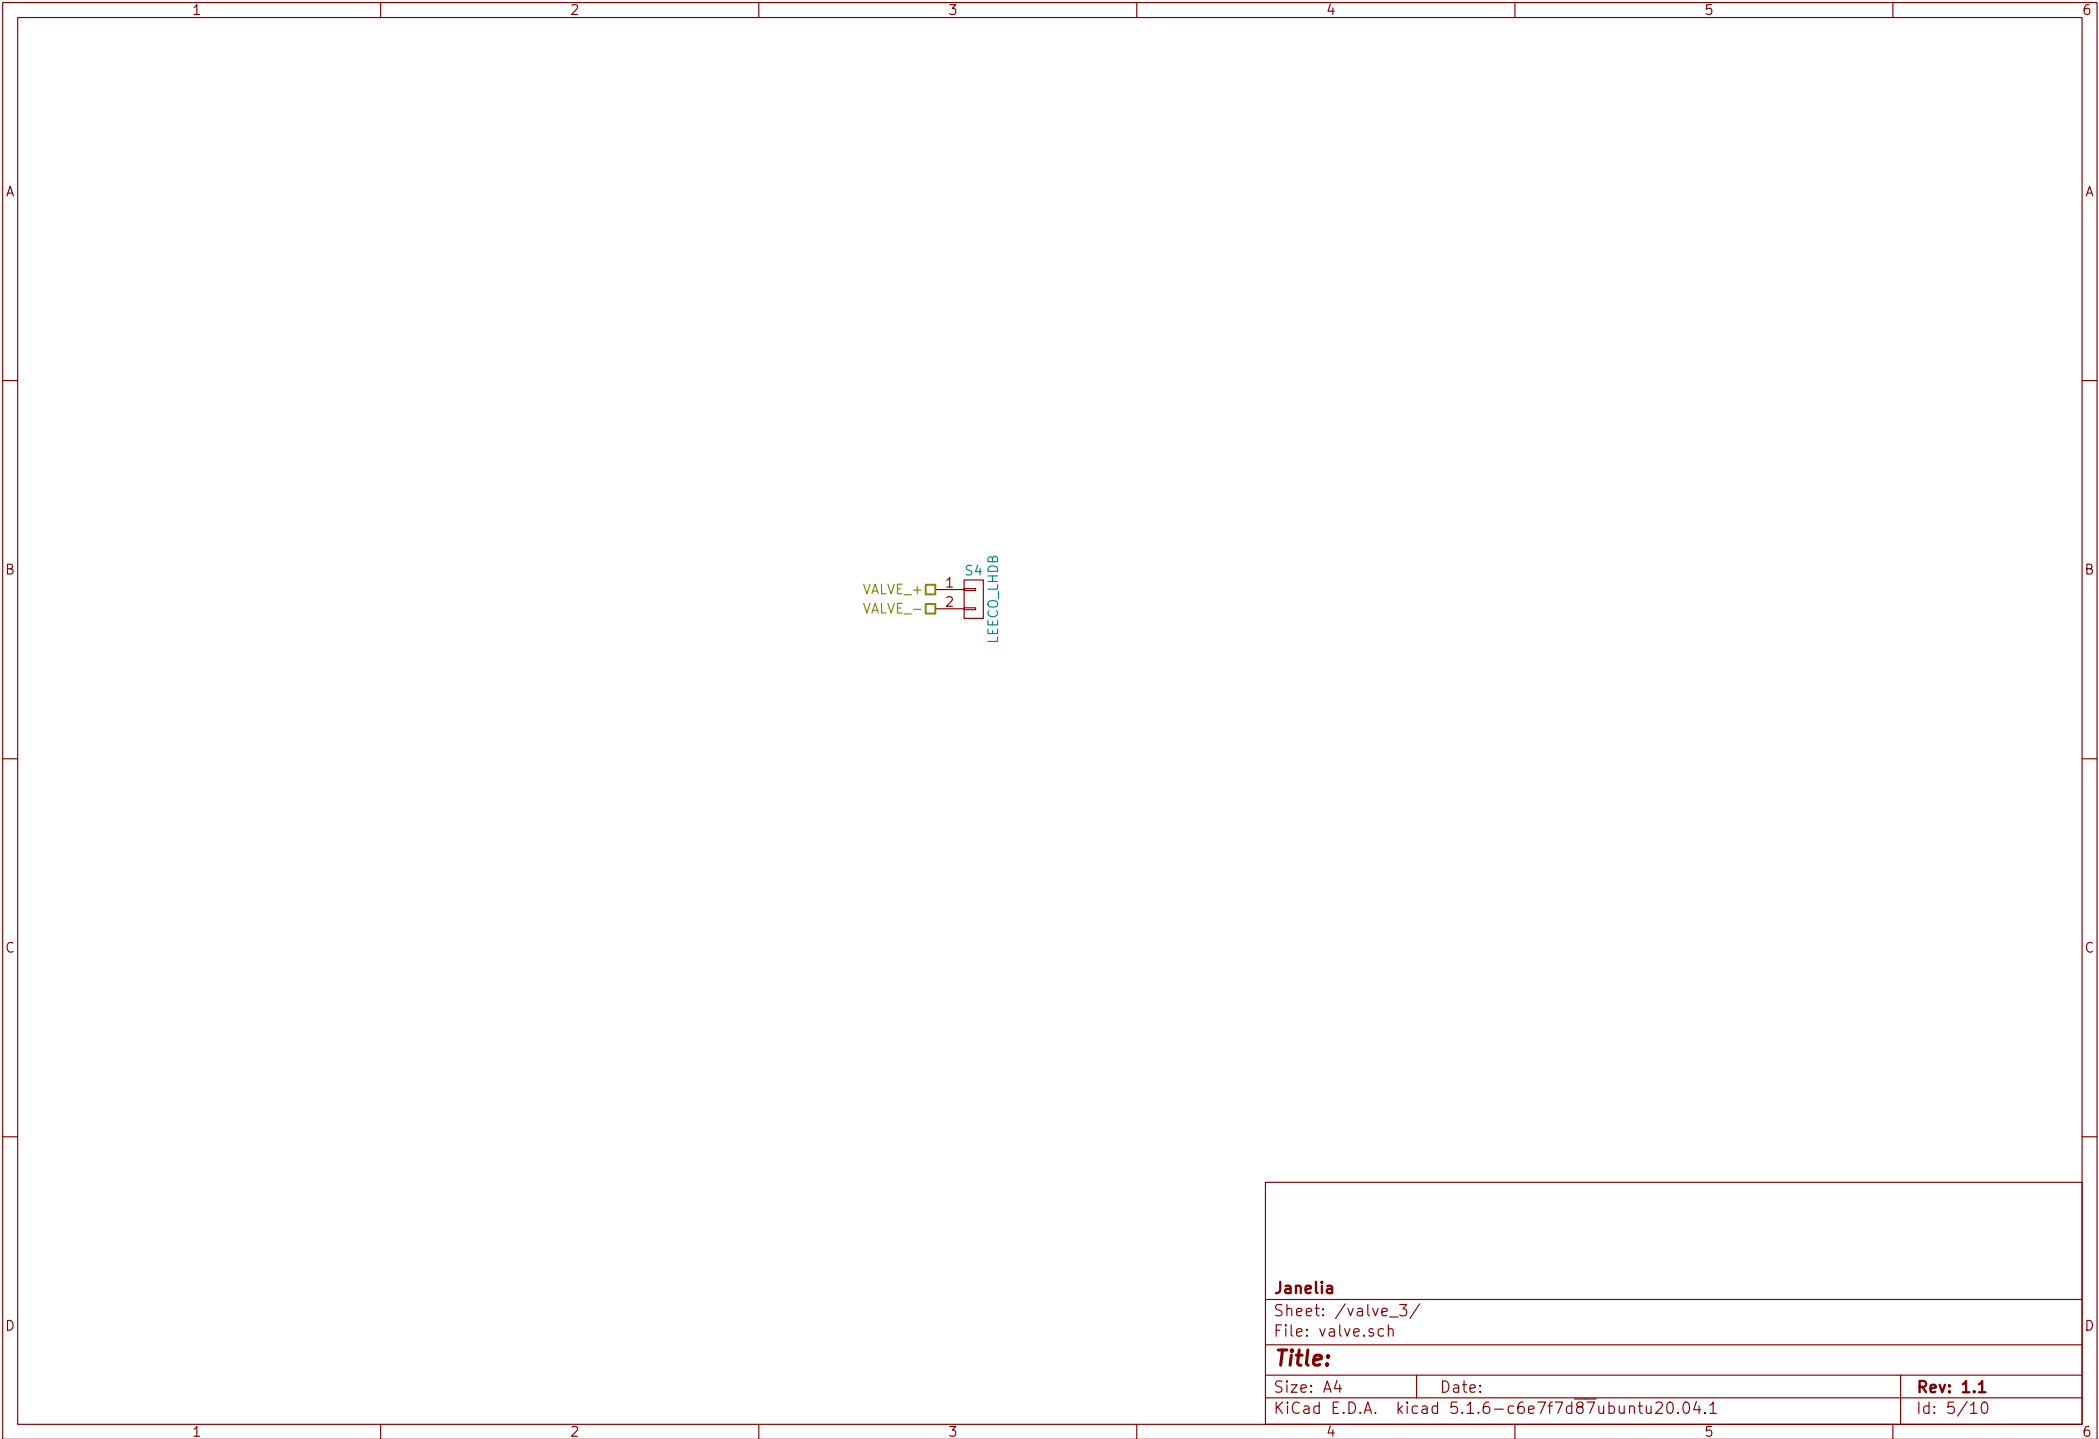 1 2 3 4 5 6
A A
S4
LEECO_LHDB
B B
VALVE_+ 1
VALVE_- 2
C C
Janelia
Sheet: /valve_3/
File: valve.sch
D D
Title:
Size: A4 Date: Rev: 1.1
KiCad E.D.A. kicad 5.1.6-c6e7f7d87ubuntu20.04.1 Id: 5/10
1 2 3 4 5 6